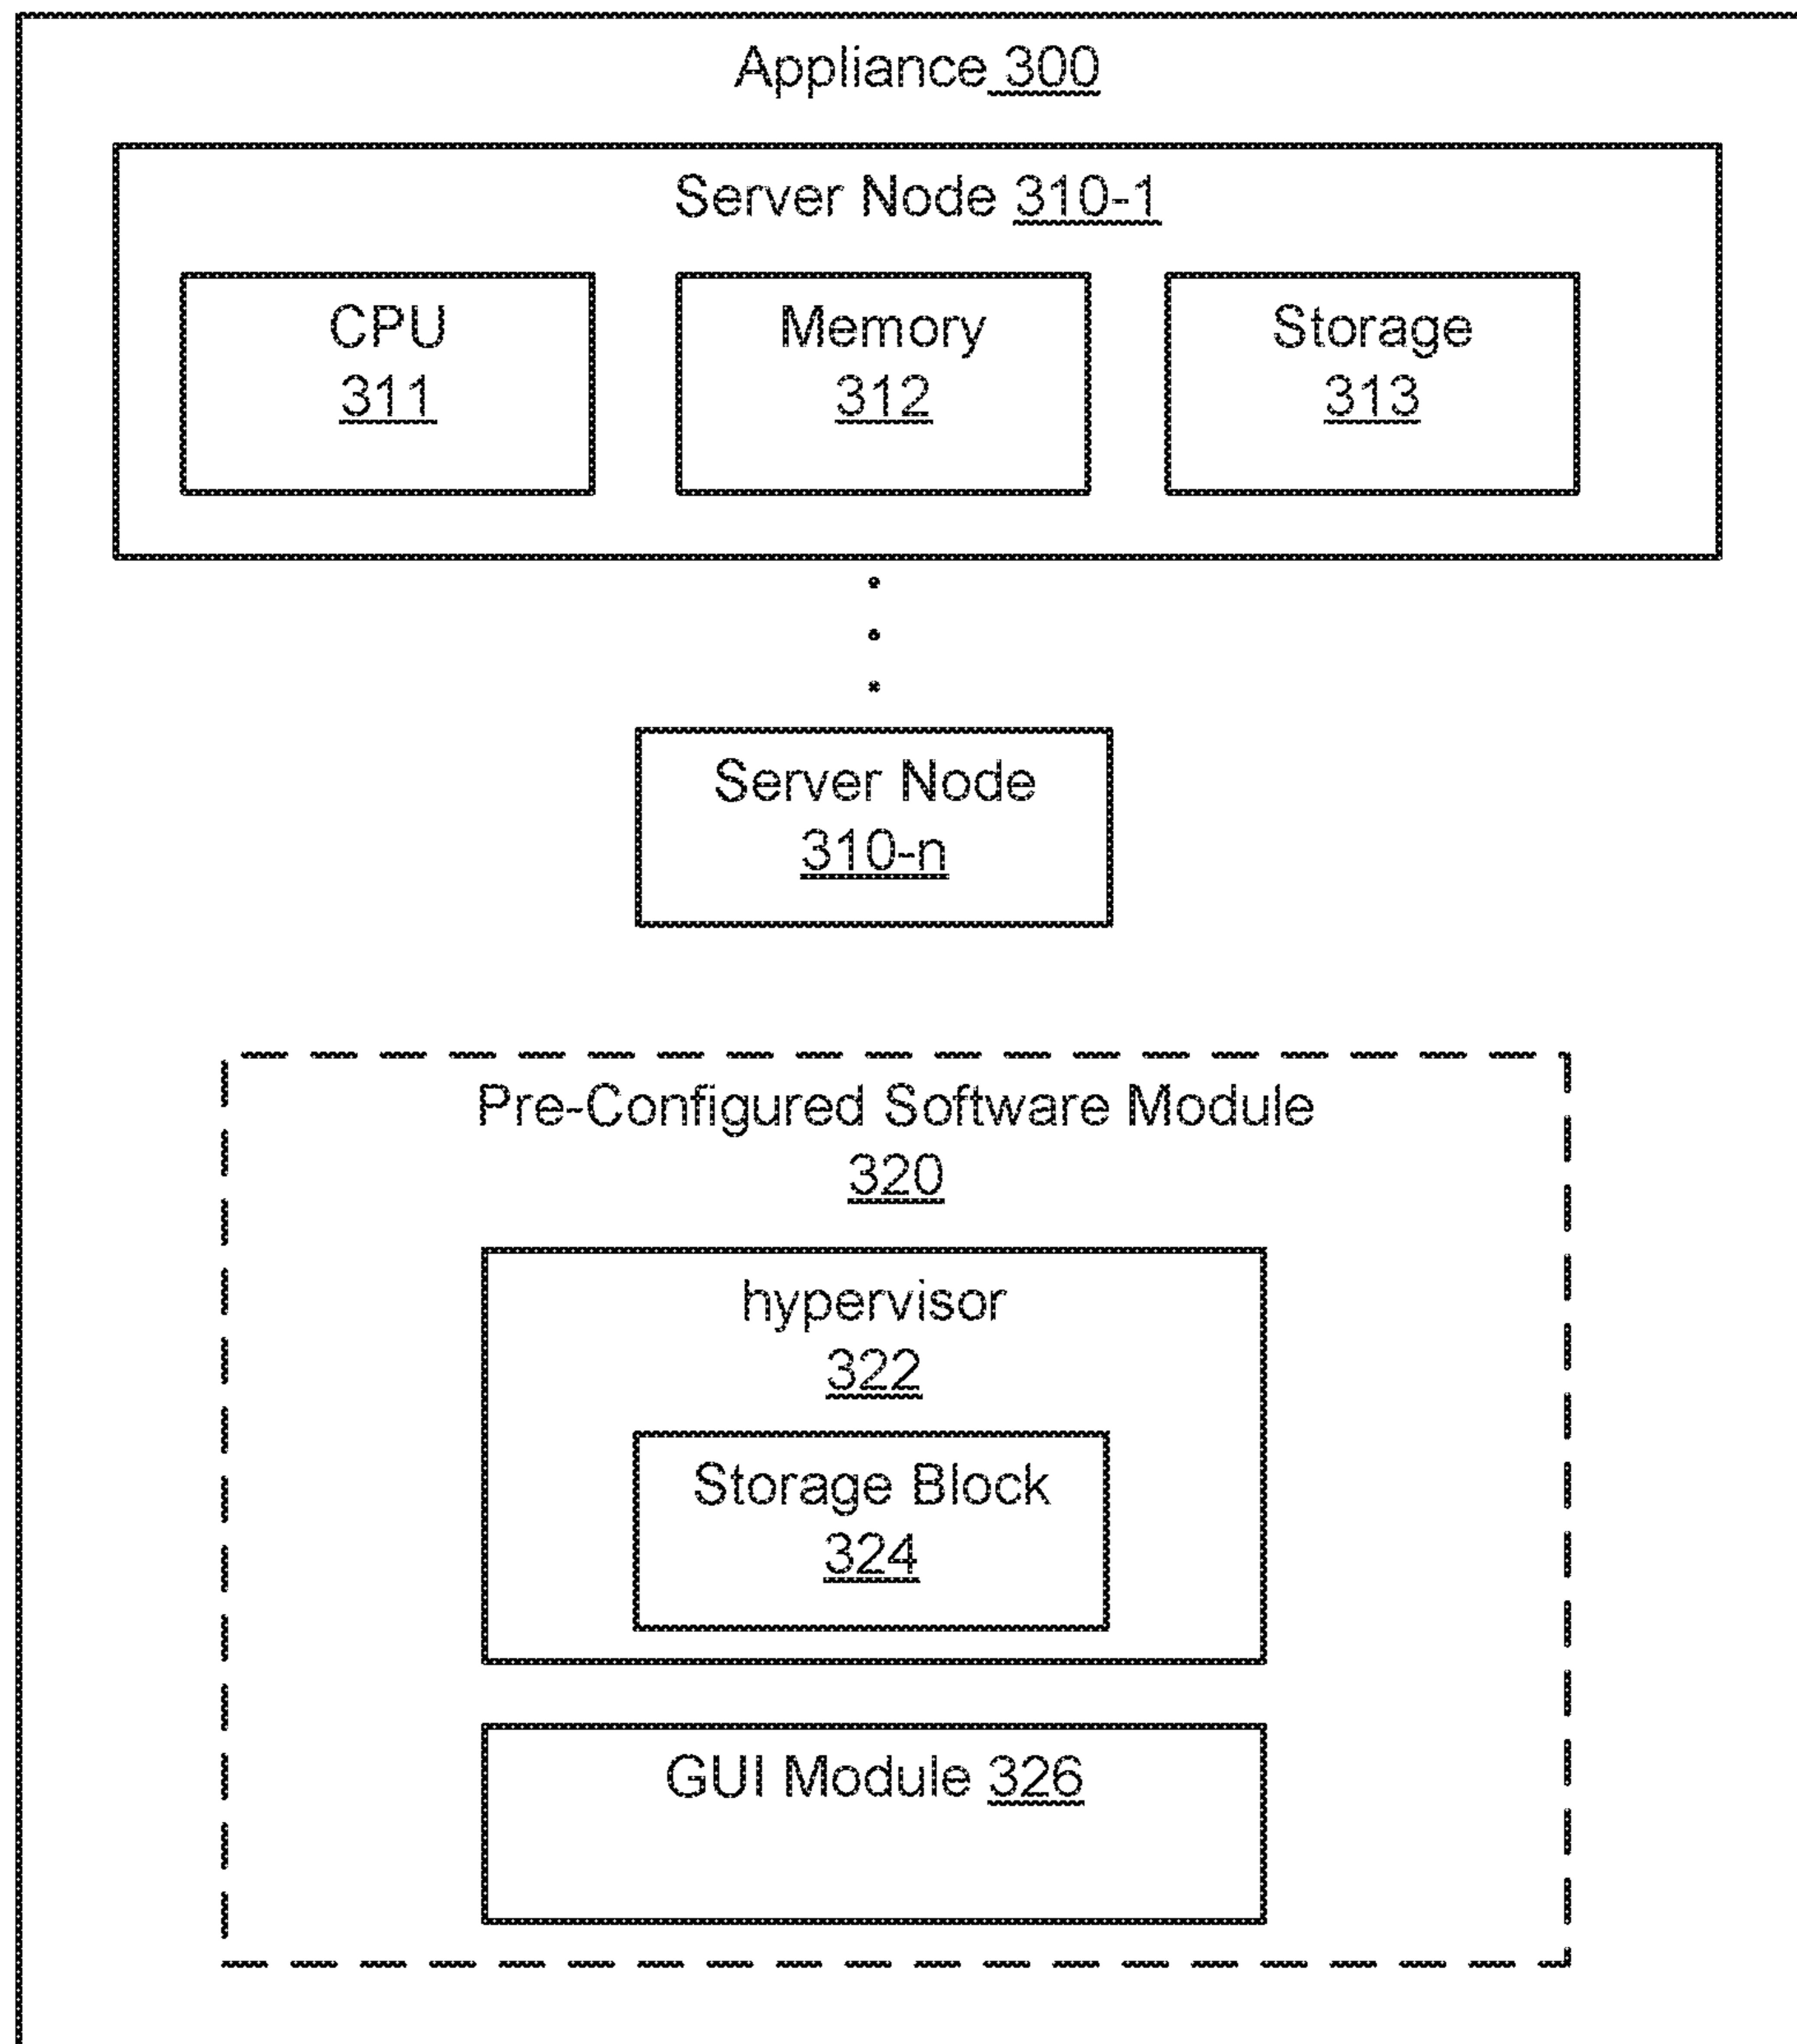 Appliance 300
Server Node 310-1
CPU
311
Memory
312
Storage
313
Server Node
310-n
Pre-Configured Software Module
320
hypervisor
322
Storage Block
324
GUI Module 326